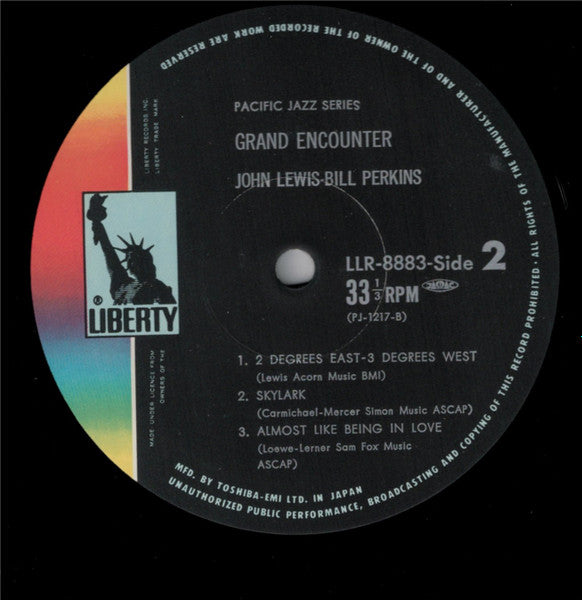 PACIFIC JAZZ SERIES
GRAND ENCOUNTER
JOHN LEWIS-BILL PERKINS
LIBERTY RECORDS INC.
LIBERTY TRADE MARK
® LIBERTY
LLR-8883-Side 2
33 1/3 RPM
(PJ-1217-B)
1. 2 DEGREES EAST-3 DEGREES WEST
(Lewis Acorn Music BMI)
2. SKYLARK
(Carmichael-Mercer Simon Music ASCAP)
3. ALMOST LIKE BEING IN LOVE
(Loewe-Lerner Sam Fox Music
ASCAP)
MADE UNDER LICENCE FROM
OWNERS OF THE
MFD. BY TOSHIBA-EMI LTD. IN JAPAN
ALL RIGHTS OF THE MANUFACTURER AND OF THE OWNER OF THE RECORDED WORK ARE RESERVED
UNAUTHORIZED PUBLIC PERFORMANCE, BROADCASTING AND COPYING OF THIS RECORD PROHIBITED ·